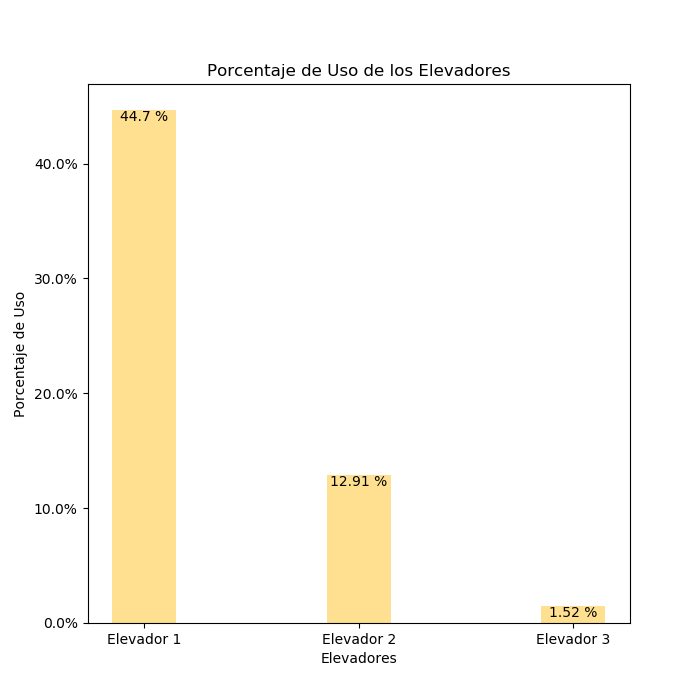 Porcentaje de Uso de los Elevadores
44.7 %
40.0%
30.0%
20.0%
12.91 %
10.0%
1.52 %
0.0%
Porcentaje de Uso
Elevador 1
Elevador 2
Elevador 3
Elevadores